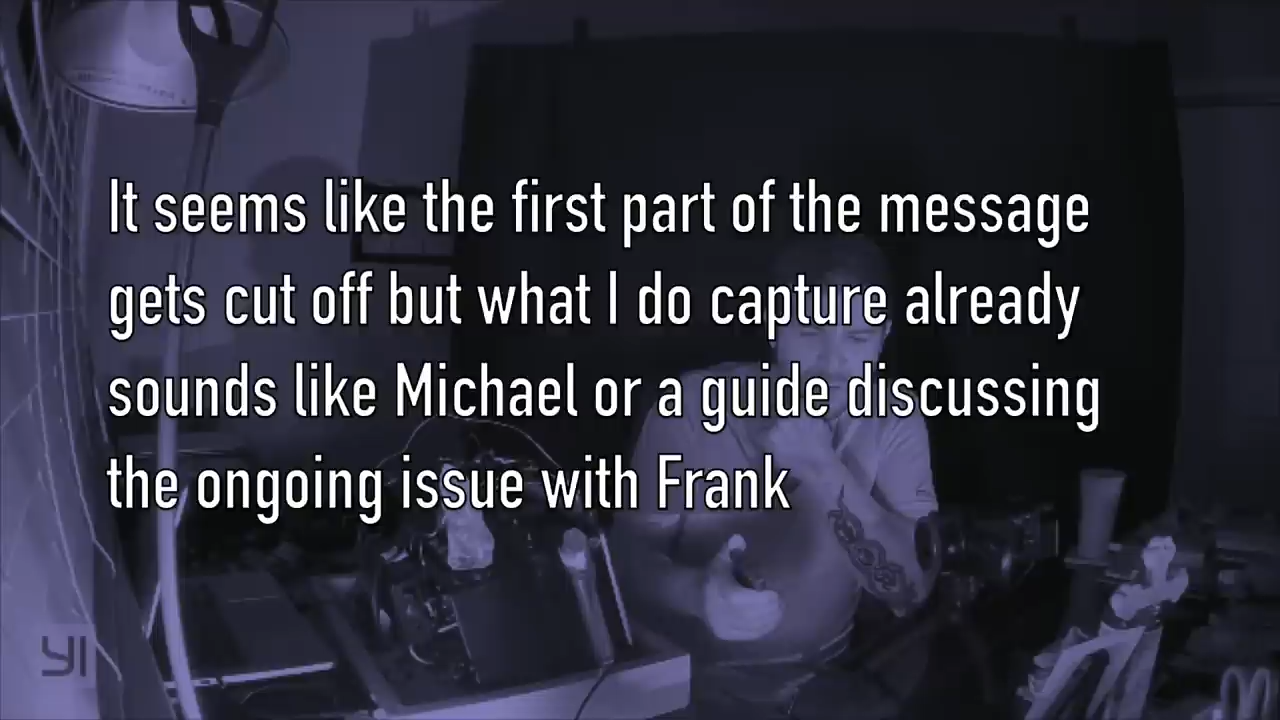 It seems like the first part of the message
gets cut off but what I do capture already
sounds like Michael or a guide discussing
the ongoing issue with Frank
YI